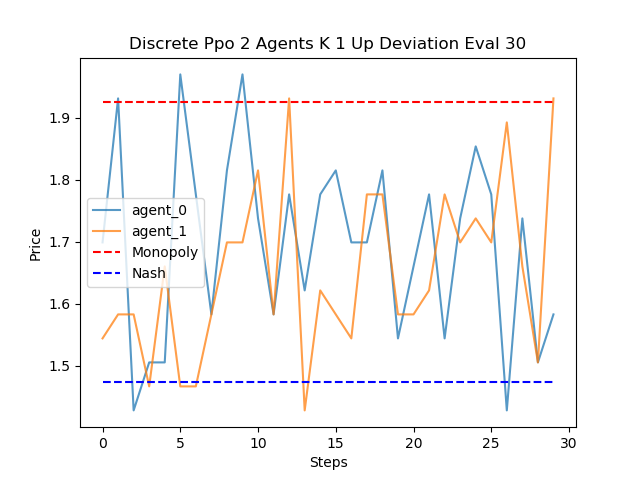 Discrete Ppo 2 Agents K 1 Up Deviation Eval 30
Price
1.9
1.8
1.7
1.6
1.5
agent_0
agent_1
Monopoly
Nash
0 5 10 15 20 25 30
Steps